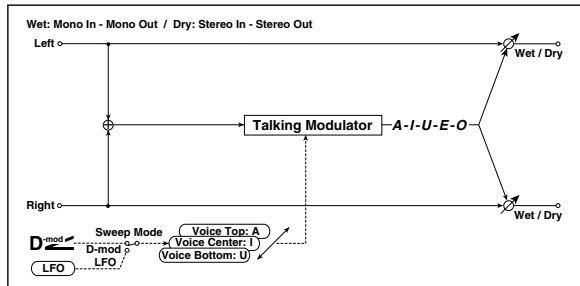 Wet: Mono In - Mono Out / Dry: Stereo In - Stereo Out
Left
Wet / Dry
Talking Modulator
A-I-U-E-O
Right
Wet / Dry
Sweep Mode
D-mod
D-mod
LFO
LFO
Voice Top: A
Voice Center: I
Voice Bottom: U